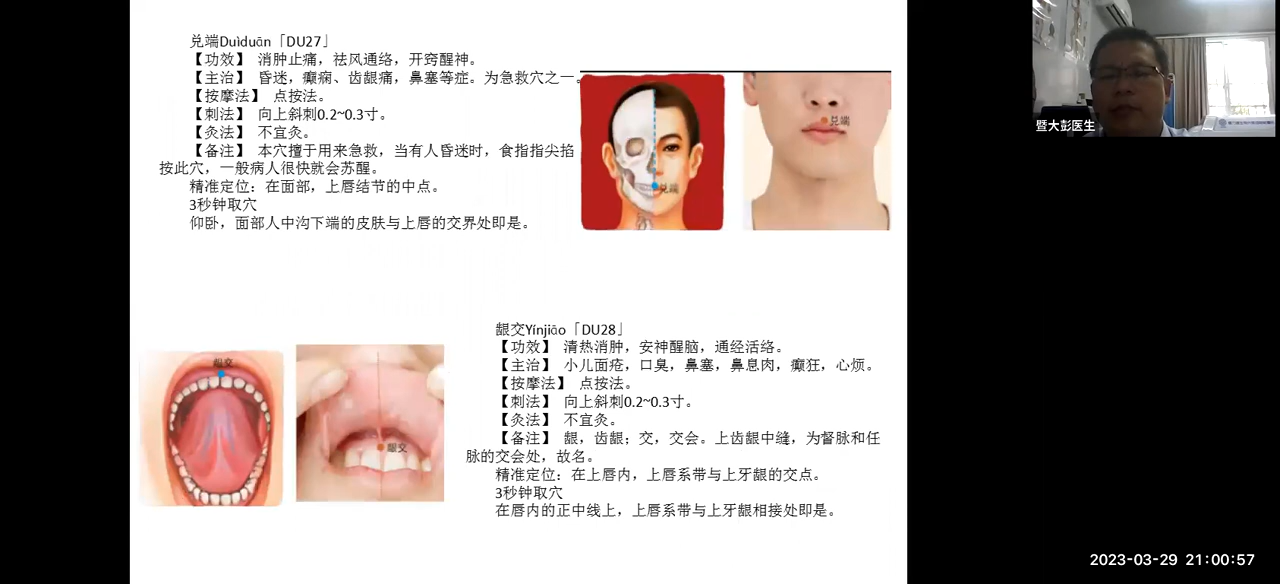 兑端Duìduān「DU27」
【功效】 消肿止痛，祛风通络，开窍醒神。
【主治】 昏迷，癫痫、齿龈痛，鼻塞等症。为急救穴之一。
【按摩法】 点按法。
【刺法】 向上斜刺0.2~0.3寸。
【灸法】 不宜灸。
【备注】 本穴擅于用来急救，当有人昏迷时，食指指尖掐
按此穴，一般病人很快就会苏醒。
精准定位：在面部，上唇结节的中点。
3秒钟取穴
仰卧，面部人中沟下端的皮肤与上唇的交界处即是。
兑端
兑端
暨大彭医生
龈交
龈交
龈交Yínjiāo「DU28」
【功效】 清热消肿，安神醒脑，通经活络。
【主治】 小儿面疮，口臭，鼻塞，鼻息肉，癫狂，心烦。
【按摩法】 点按法。
【刺法】 向上斜刺0.2~0.3寸。
【灸法】 不宜灸。
【备注】 龈，齿龈；交，交会。上齿龈中缝，为督脉和任
脉的交会处，故名。
精准定位：在上唇内，上唇系带与上牙龈的交点。
3秒钟取穴
在唇内的正中线上，上唇系带与上牙龈相接处即是。
2023-03-29 21:00:57